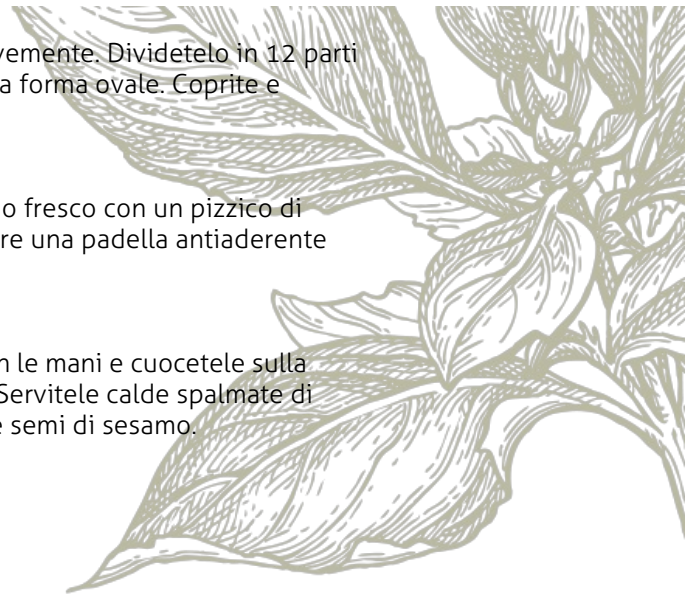 vemente. Dividetelo in 12 parti
a forma ovale. Coprite e
o fresco con un pizzico di
re una padella antiaderente
n le mani e cuocetele sulla
Servitele calde spalmate di
e semi di sesamo.